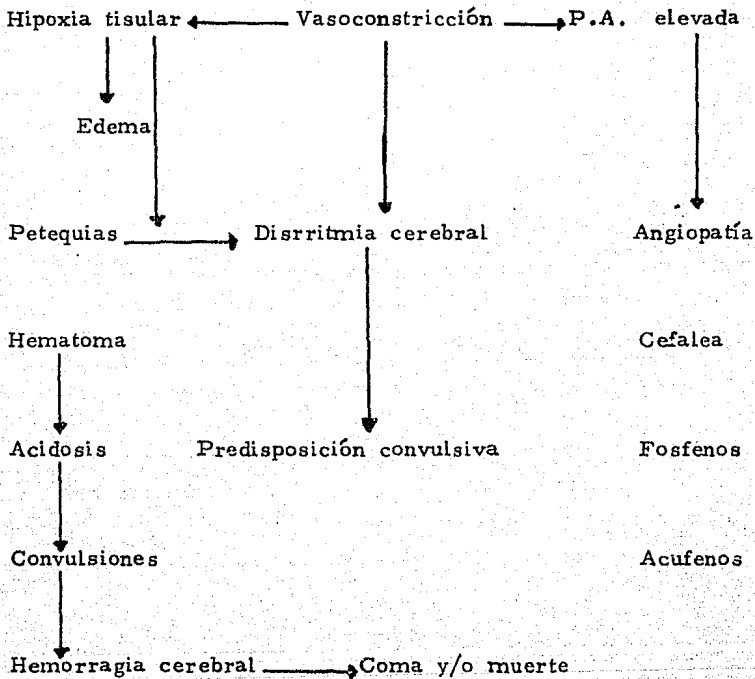 Hipoxia tisular Vasoconstricción P.A. elevada
Edema
Petequias Disrritmia cerebral Angiopatía
Hematoma Cefalea
Acidosis Predisposición convulsiva Fosfenos
Convulsiones Acufenos
Hemorragia cerebral Coma y/o muerte